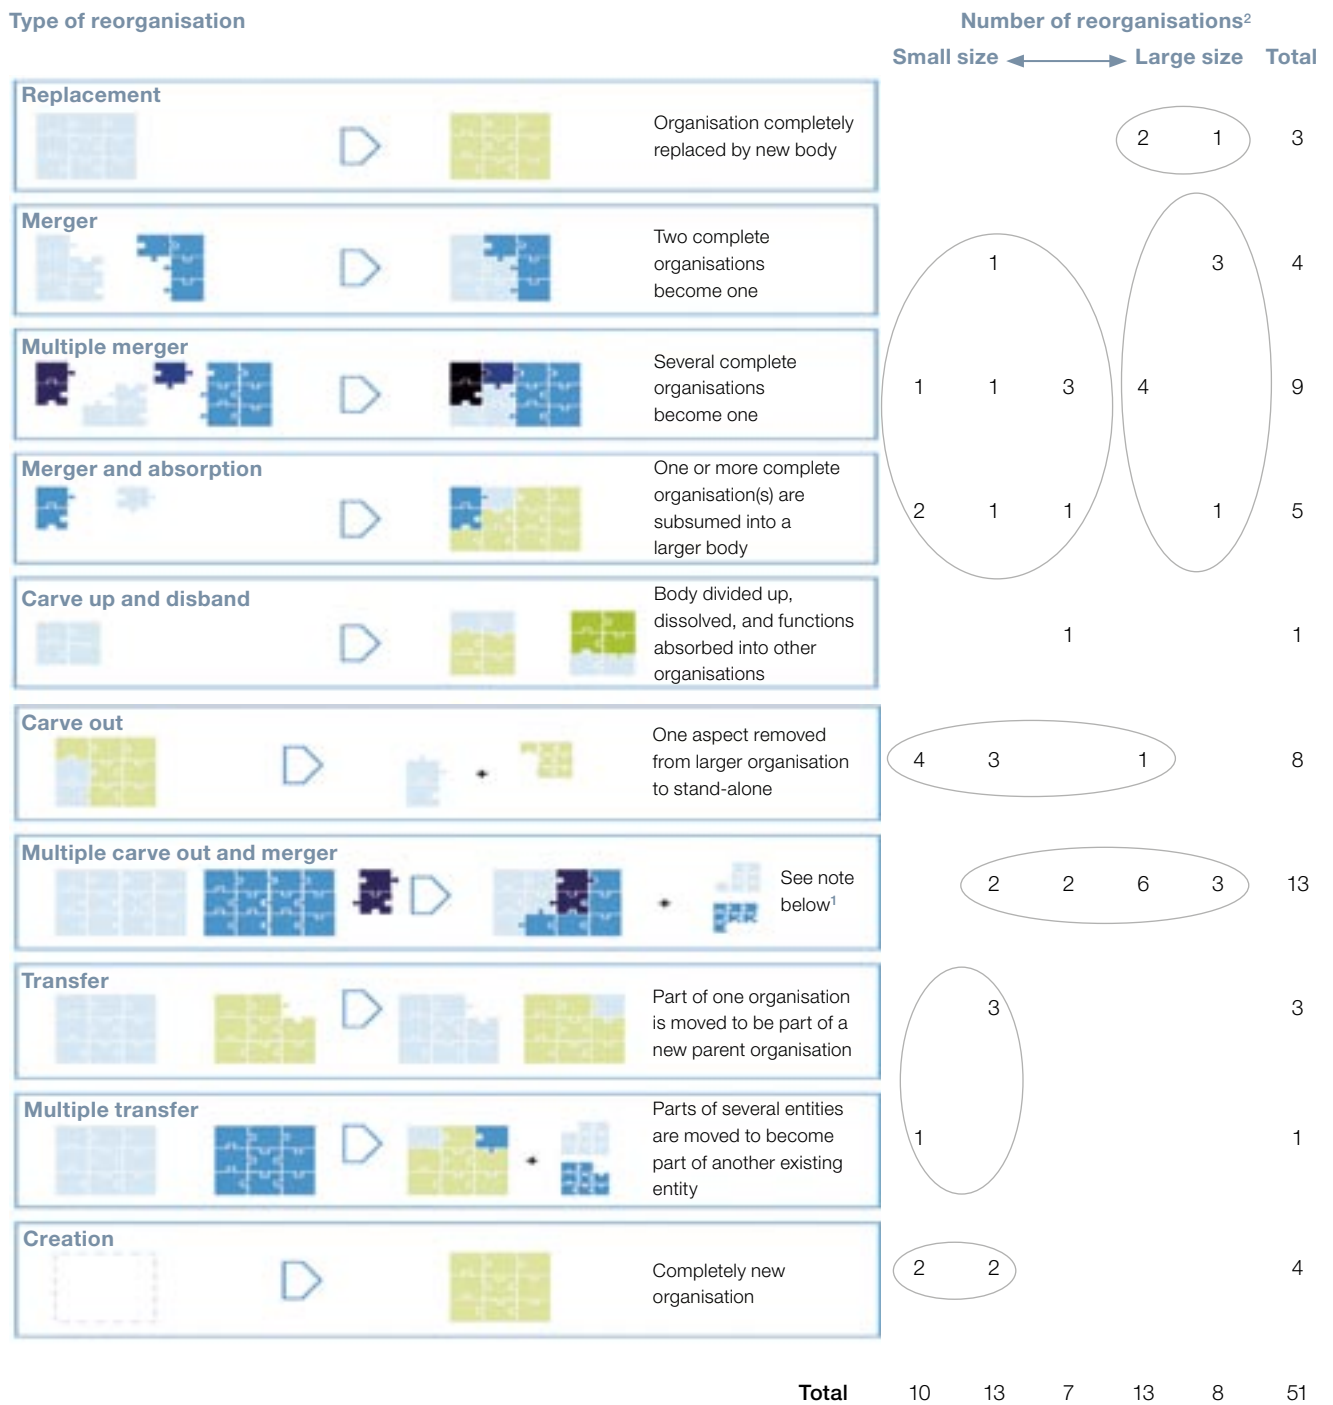 Type of reorganisation
Number of reorganisations²
Small size Large size Total
Replacement
Organisation completely
replaced by new body
2 1 3
Merger
Two complete
organisations
become one
1 3 4
Multiple merger
Several complete
organisations
become one
1 1 3 4 9
Merger and absorption
One or more complete
organisation(s) are
subsumed into a
larger body
2 1 1 1 5
Carve up and disband
Body divided up,
dissolved, and functions
absorbed into other
organisations
1 1
Carve out
One aspect removed
from larger organisation
to stand-alone
4 3 1 8
Multiple carve out and merger
See note
below¹
2 2 6 3 13
Transfer
Part of one organisation
is moved to be part of a
new parent organisation
3 3
Multiple transfer
Parts of several entities
are moved to become
part of another existing
entity
1 1
Creation
Completely new
organisation
2 2 4
Total 10 13 7 13 8 51